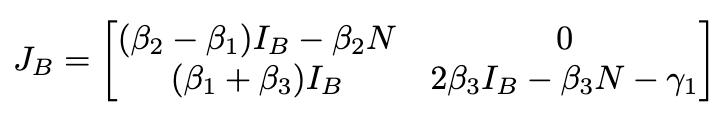 J_B = \begin{bmatrix} (\beta_2 - \beta_1)I_B - \beta_2 N & 0 \\ (\beta_1 + \beta_3)I_B & 2\beta_3 I_B - \beta_3 N - \gamma_1 \end{bmatrix}